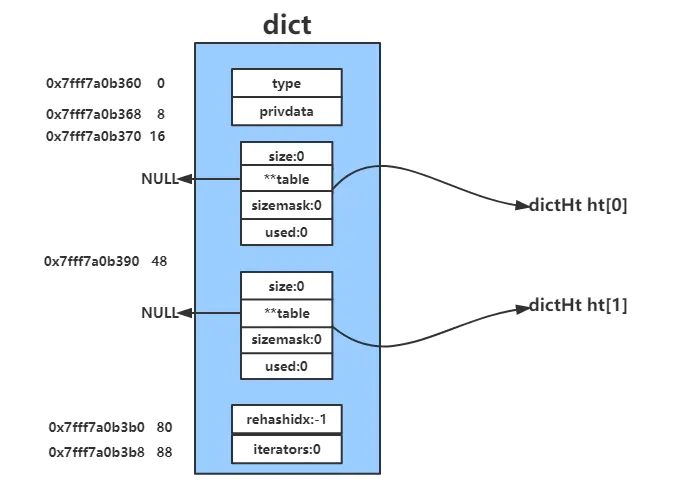 dict
0x7fff7a0b360 0 type
0x7fff7a0b368 8 privdata
0x7fff7a0b370 16
size:0
NULL **table
sizemask:0 dictHt ht[0]
used:0
0x7fff7a0b390 48
size:0
NULL **table dictHt ht[1]
sizemask:0
used:0
rehashidx:-1
0x7fff7a0b3b0 80
0x7fff7a0b3b8 88 iterators:0